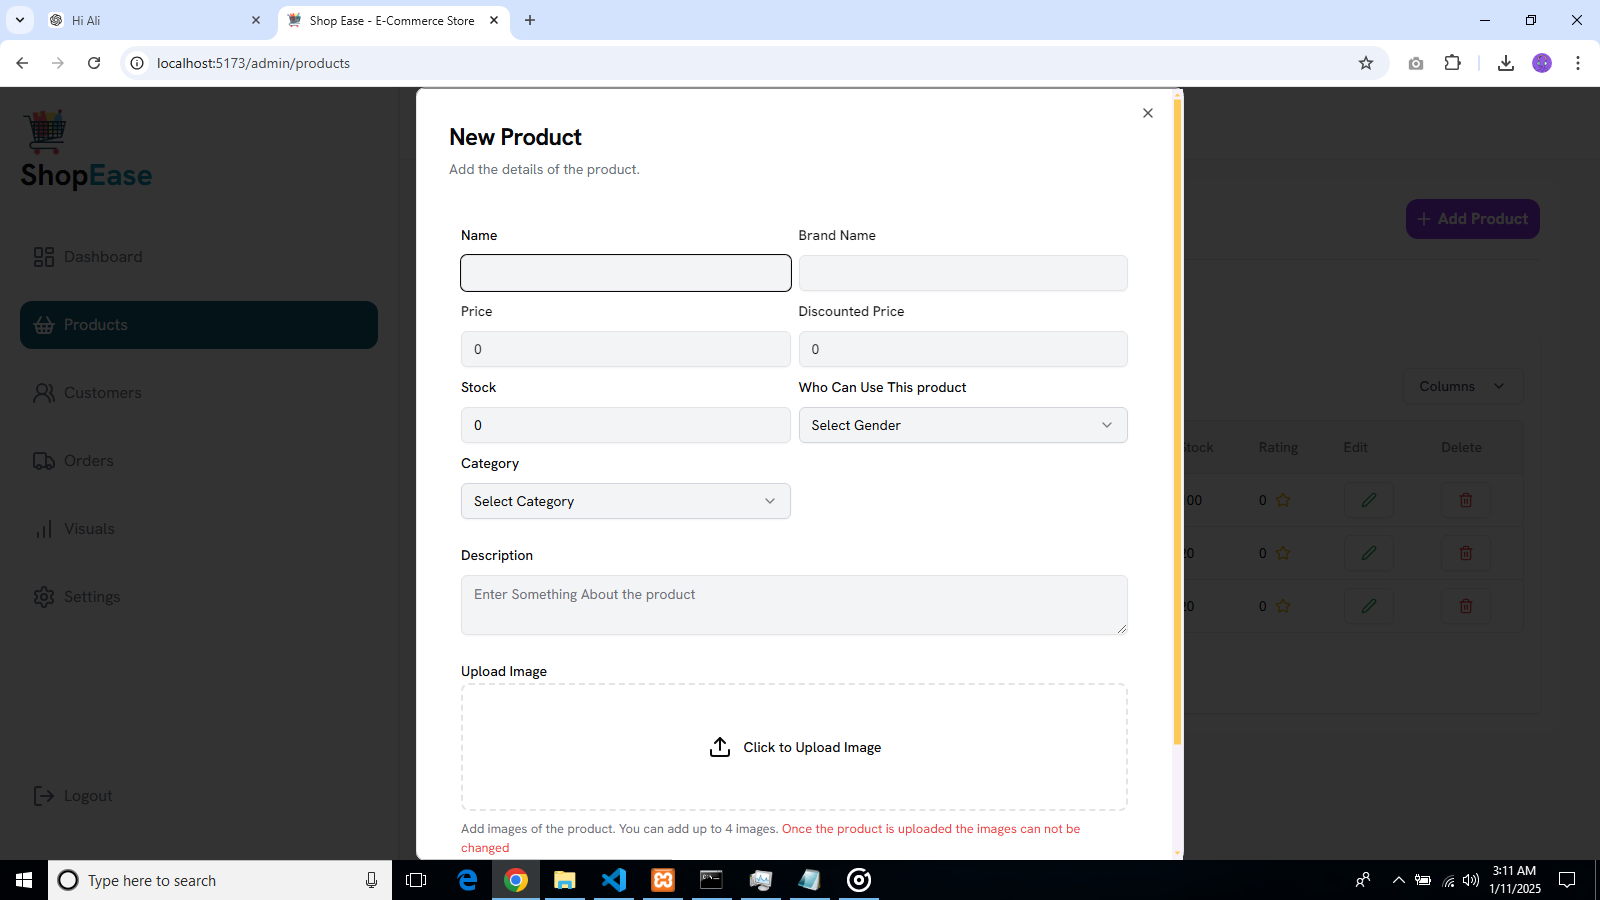 Hi Ali
Shop Ease - E-Commerce Store
localhost:5173/admin/products
ShopEase
Dashboard
Products
Customers
Orders
Visuals
Settings
Logout
New Product
Add the details of the product.
Name
Brand Name
Price
Discounted Price
0
0
Stock
Who Can Use This product
0
Select Gender
Category
Select Category
Description
Enter Something About the product
Upload Image
Click to Upload Image
Add images of the product. You can add up to 4 images. Once the product is uploaded the images can not be
changed
Add Product
Columns
Rating Edit Delete
0
0
0
Type here to search
3:11 AM
1/11/2025